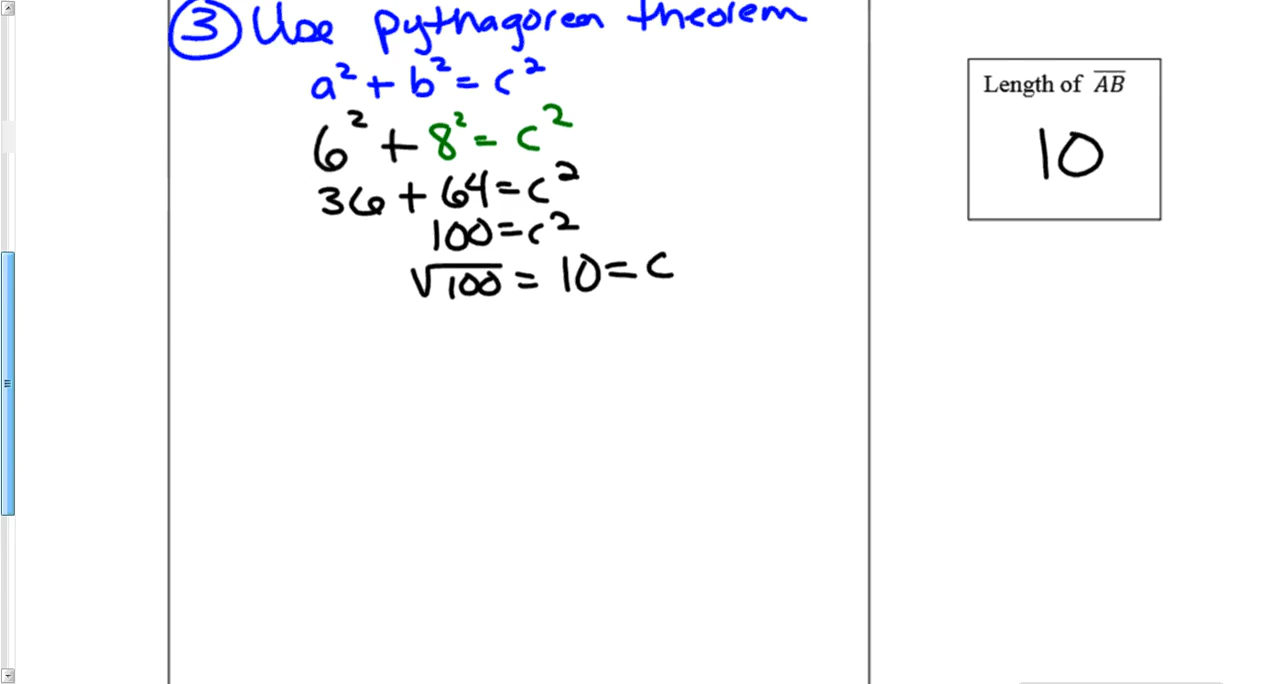 ③ Use pythagoren theorem
a² + b² = c²
6² + 8² = c²
36 + 64 = c²
100 = c²
√100 = 10 = c
Length of AB
10